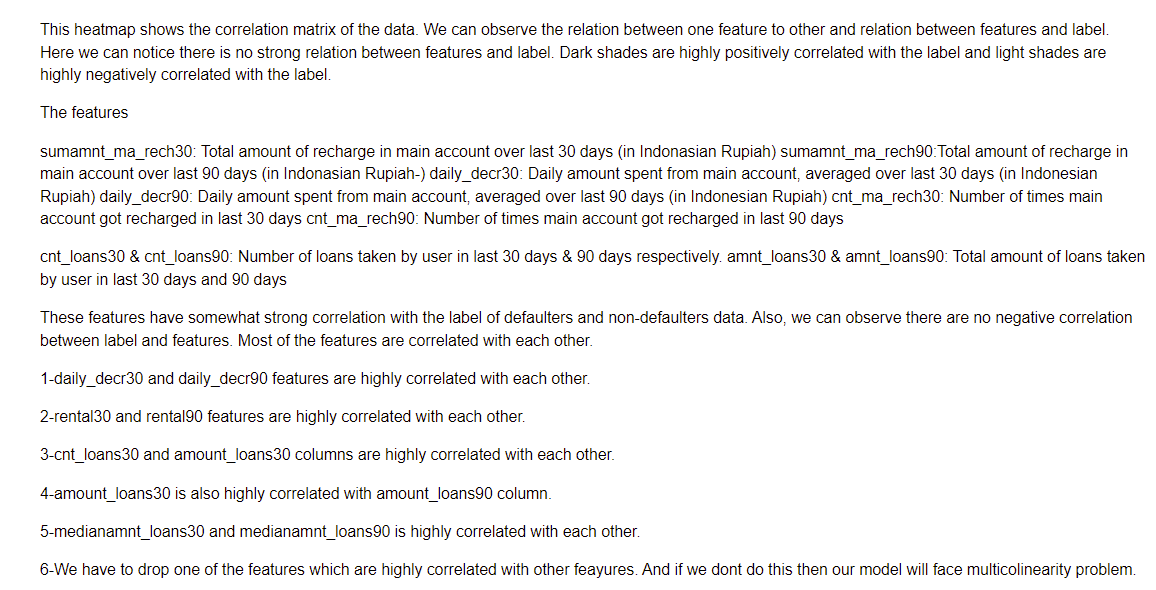 This heatmap shows the correlation matrix of the data. We can observe the relation between one feature to other and relation between features and label.
Here we can notice there is no strong relation between features and label. Dark shades are highly positively correlated with the label and light shades are
highly negatively correlated with the label.
The features
sumamnt_ma_rech30: Total amount of recharge in main account over last 30 days (in Indonasian Rupiah) sumamnt_ma_rech90:Total amount of recharge in
main account over last 90 days (in Indonasian Rupiah-) daily_decr30: Daily amount spent from main account, averaged over last 30 days (in Indonesian
Rupiah) daily_decr90: Daily amount spent from main account, averaged over last 90 days (in Indonesian Rupiah) cnt_ma_rech30: Number of times main
account got recharged in last 30 days cnt_ma_rech90: Number of times main account got recharged in last 90 days
cnt_loans30 & cnt_loans90: Number of loans taken by user in last 30 days & 90 days respectively. amnt_loans30 & amnt_loans90: Total amount of loans taken
by user in last 30 days and 90 days
These features have somewhat strong correlation with the label of defaulters and non-defaulters data. Also, we can observe there are no negative correlation
between label and features. Most of the features are correlated with each other.
1-daily_decr30 and daily_decr90 features are highly correlated with each other.
2-rental30 and rental90 features are highly correlated with each other.
3-cnt_loans30 and amount_loans30 columns are highly correlated with each other.
4-amount_loans30 is also highly correlated with amount_loans90 column.
5-medianamnt_loans30 and medianamnt_loans90 is highly correlated with each other.
6-We have to drop one of the features which are highly correlated with other feayures. And if we dont do this then our model will face multicolinearity problem.